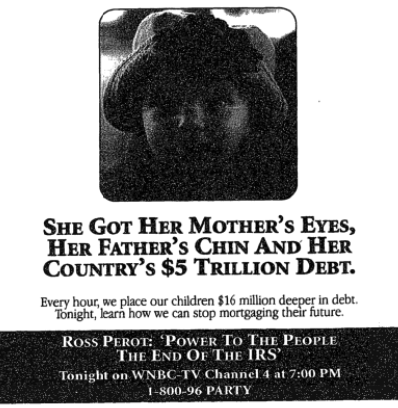 SHE GOT HER MOTHER'S EYES,
HER FATHER'S CHIN AND HER
COUNTRY'S $5 TRILLION DEBT.
Every hour, we place our children $16 million deeper in debt.
Tonight, learn how we can stop mortgaging their future.
ROSS PEROT: 'POWER TO THE PEOPLE
THE END OF THE IRS'
Tonight on WNBC-TV Channel 4 at 7:00 PM
1-800-96 PARTY